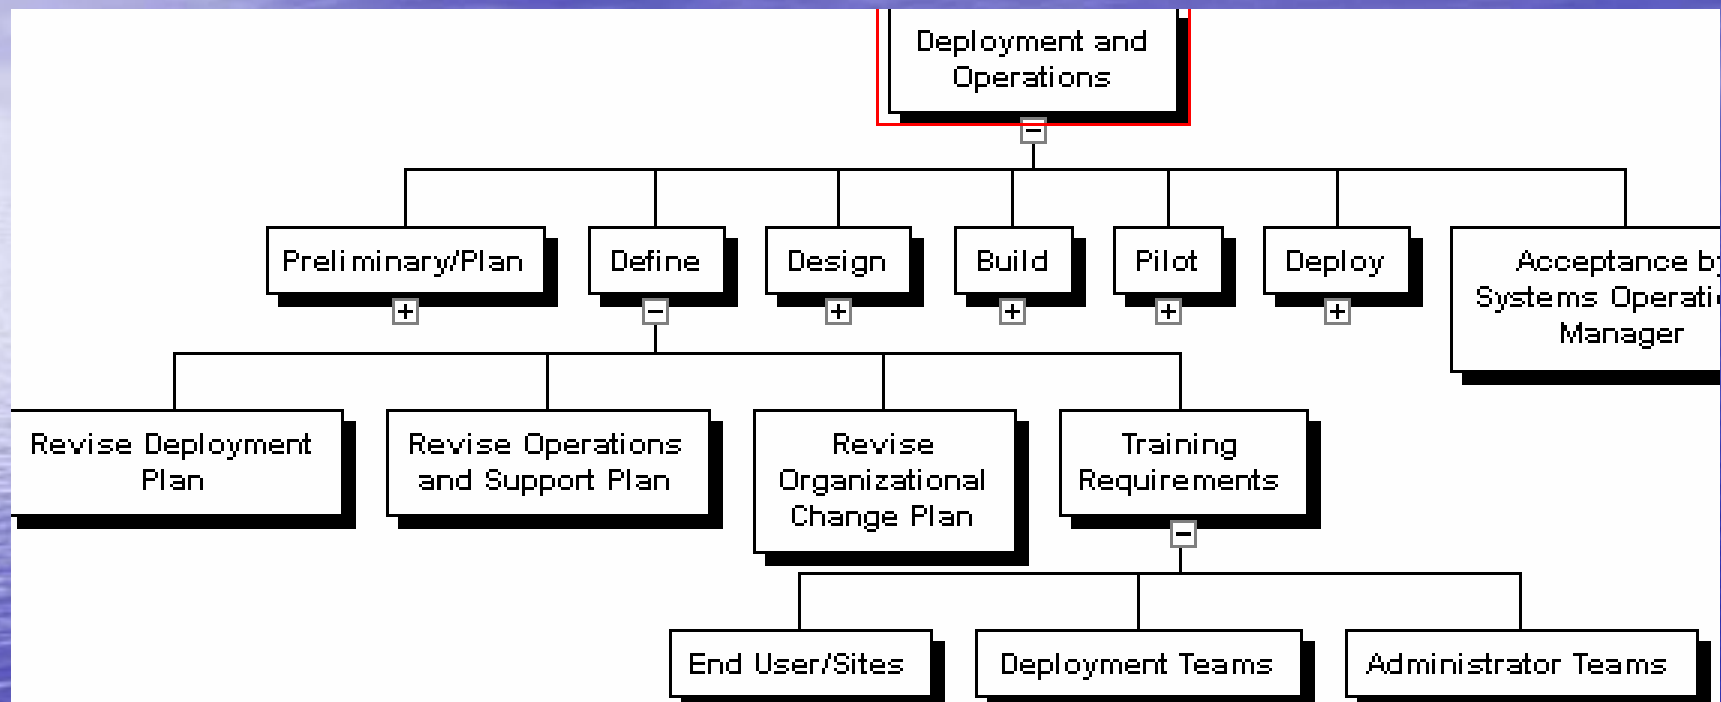 Deployment and
Operations
Preliminary/Plan
Define
Design
Build
Pilot
Deploy
Acceptance
Systems
Manager
Revise Deployment
Plan
Revise Operations
and Support Plan
Revise
Organizational
Change Plan
Training
Requirements
End User/Sites
Deployment Teams
Administrator Teams